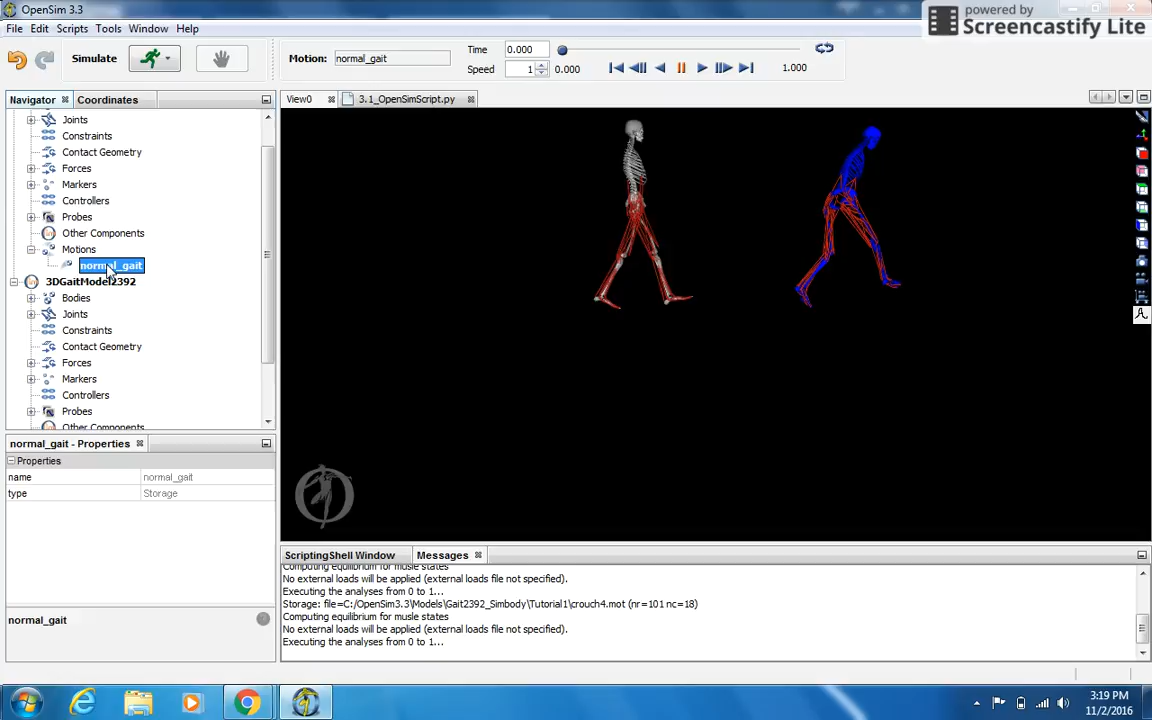 OpenSim 3.3
powered by
Screencastify Lite
File Edit Scripts Tools Window Help
Simulate
Motion: normal_gait
Time 0.000
Speed 1 0.000 1.000
Navigator Coordinates
View0 3.1_OpenSimScript.py
Joints
Constraints
Contact Geometry
Forces
Markers
Controllers
Probes
Other Components
Motions
normal_gait
3DGaitModel2392
Bodies
Joints
Constraints
Contact Geometry
Forces
Markers
Controllers
Probes
Other Components
normal_gait - Properties
Properties
name normal_gait
type Storage
normal_gait
ScriptingShell Window Messages
Computing equilibrium for musle states
No external loads will be applied (external loads file not specified).
Executing the analyses from 0 to 1...
Storage: file=C:/OpenSim3.3\Models\Gait2392_Simbody\Tutorial1\crouch4.mot (nr=101 nc=18)
Computing equilibrium for musle states
No external loads will be applied (external loads file not specified).
Executing the analyses from 0 to 1...
3:19 PM
11/2/2016